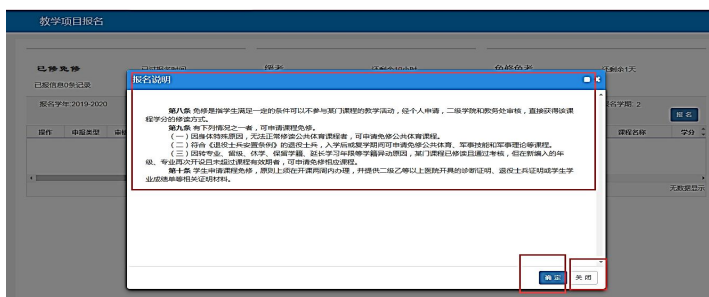 教学项目报名
已修免修
缓考
免修免考
还剩余1天
已报信息0条记录
报名说明
报名学年:2019-2020
报名学期:2
报 名
操作
申报类型
课程名称
学分
第八条 免修是指学生满足一定的条件可以不参与某门课程的教学活动，经个人申请，二级学院和教务处审核，直接获得该课
程学分的修读方式。
第九条 有下列情况之一者，可申请课程免修。
（一）因身体特殊原因，无法正常修读公共体育课程者，可申请免修公共体育课程。
（二）符合《退役士兵安置条例》的退役士兵，入学后或复学期间可申请免修公共体育、军事技能和军事理论等课程。
（三）因转专业、留级、休学、保留学籍、延长学习年限等学籍异动原因，某门课程已修读且通过考核，但在新编入的年
级、专业再次开设且未超过课程有效期者，可申请免修相应课程。
第十条 学生申请课程免修，原则上须在开课两周内办理，并提供二级乙等以上医院开具的诊断证明、退役士兵证明或学生学
业成绩单等相关证明材料。
无数据显示
确 定
关 闭